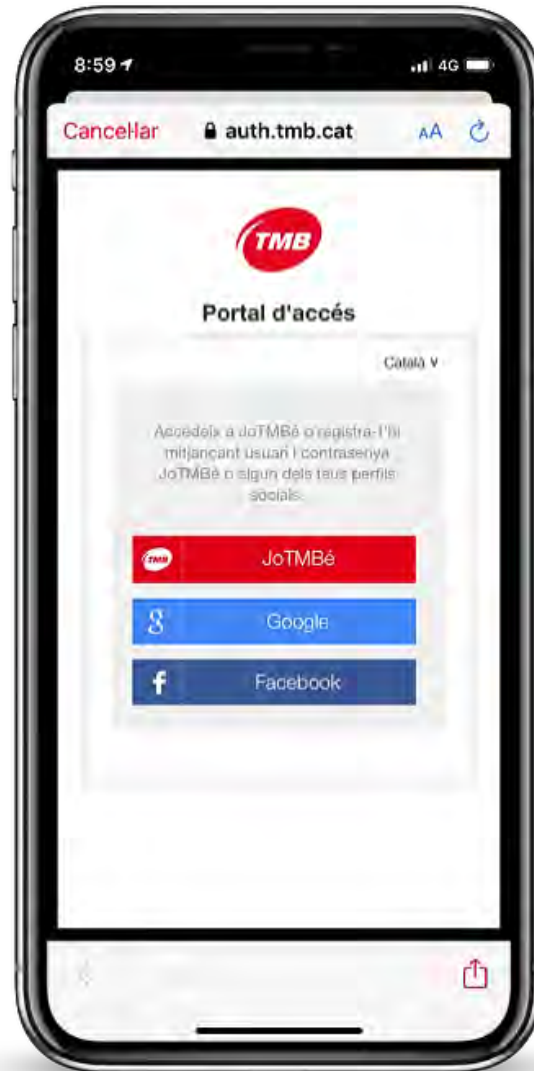 8:59
4G
Cancel·lar
auth.tmb.cat
AA
TMB
Portal d'accés
Català
Accedeix a JoTMBé o registra-t'hi
mitjançant usuari i contrasenya
JoTMBé o algun dels teus perfils
socials.
TMB
JoTMBé
Google
Facebook